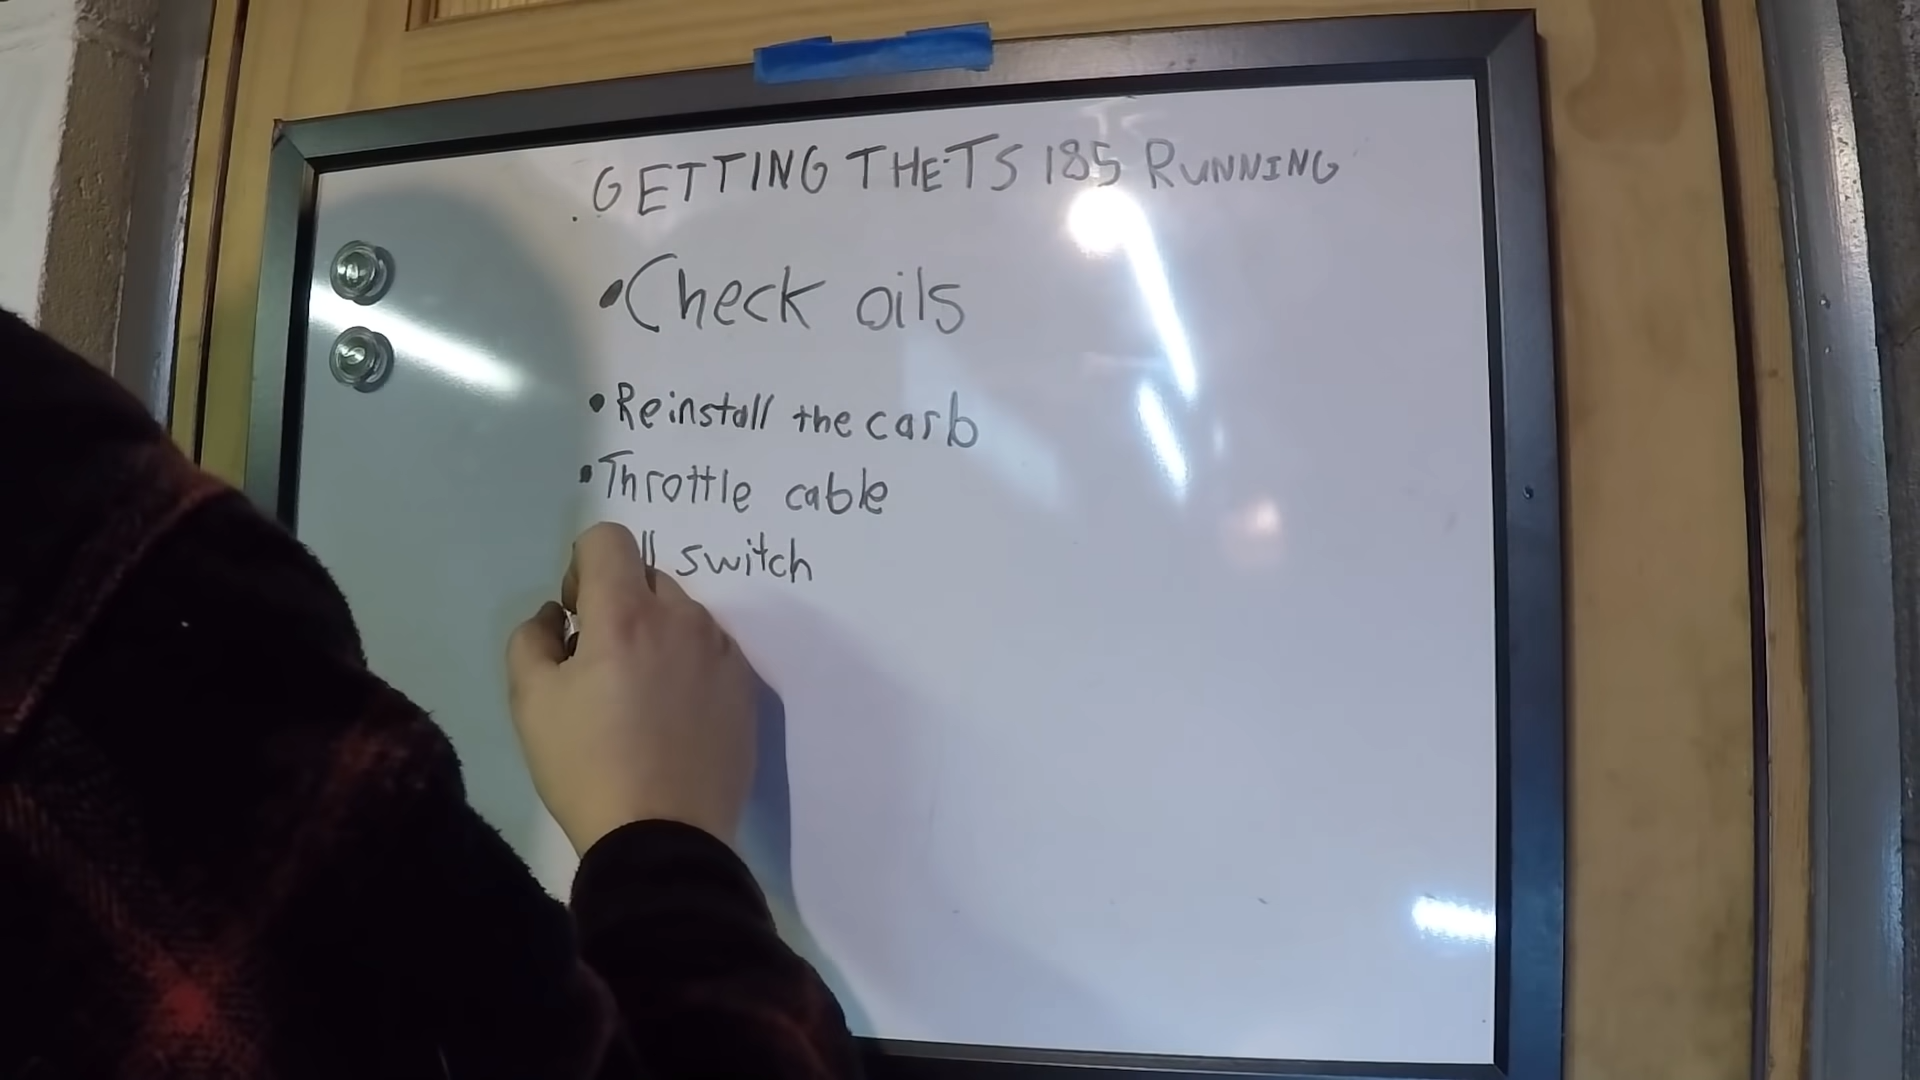 . GETTING THE TS 185 RUNNING
• Check oils
• Reinstall the carb
• Throttle cable
switch